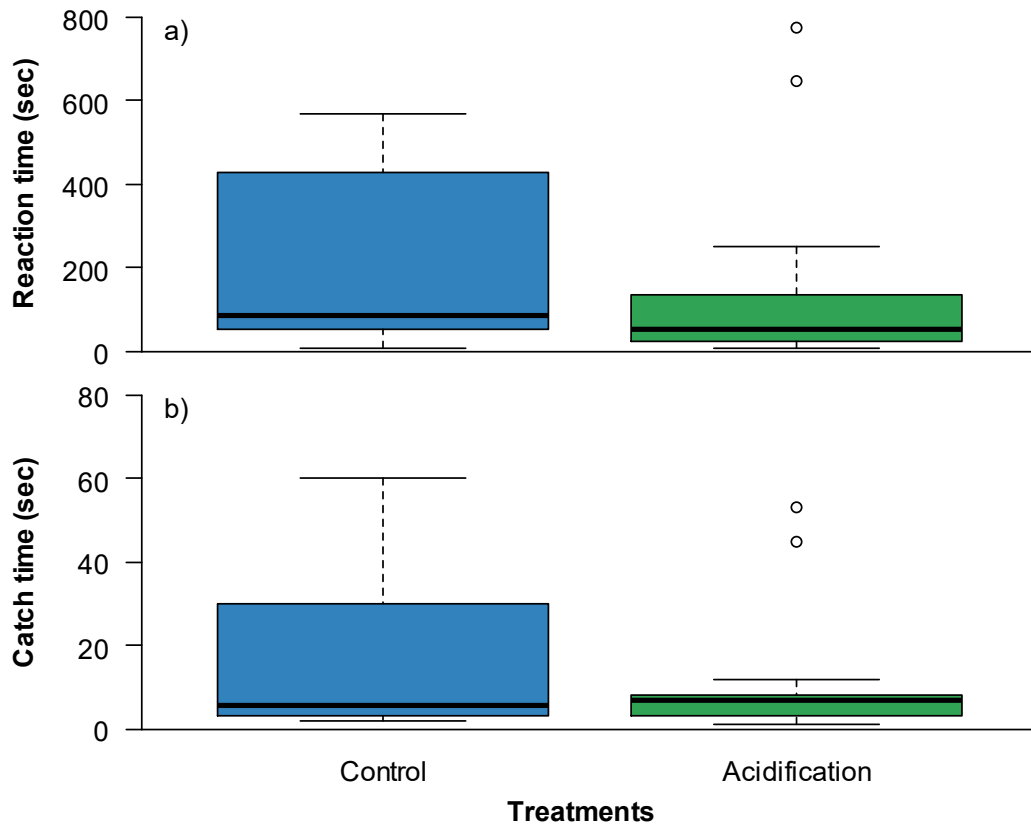 a)
Reaction time (sec)
800
600
400
200
0
b)
Catch time (sec)
80
60
40
20
0
Control Acidification
Treatments